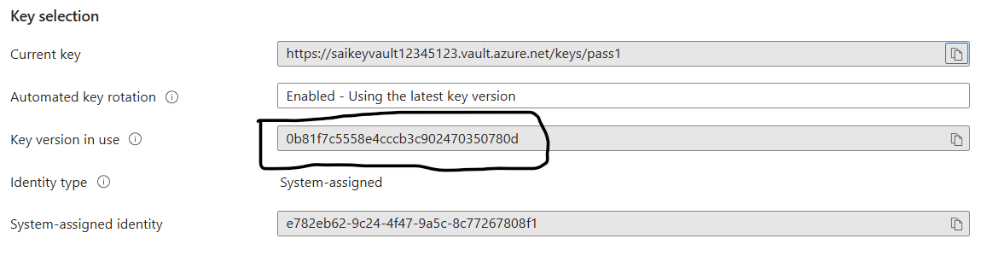 Key selection
Current key https://saikeyvault12345123.vault.azure.net/keys/pass1
Automated key rotation Enabled - Using the latest key version
Key version in use 0b81f7c5558e4cccb3c902470350780d
Identity type System-assigned
System-assigned identity e782eb62-9c24-4f47-9a5c-8c77267808f1